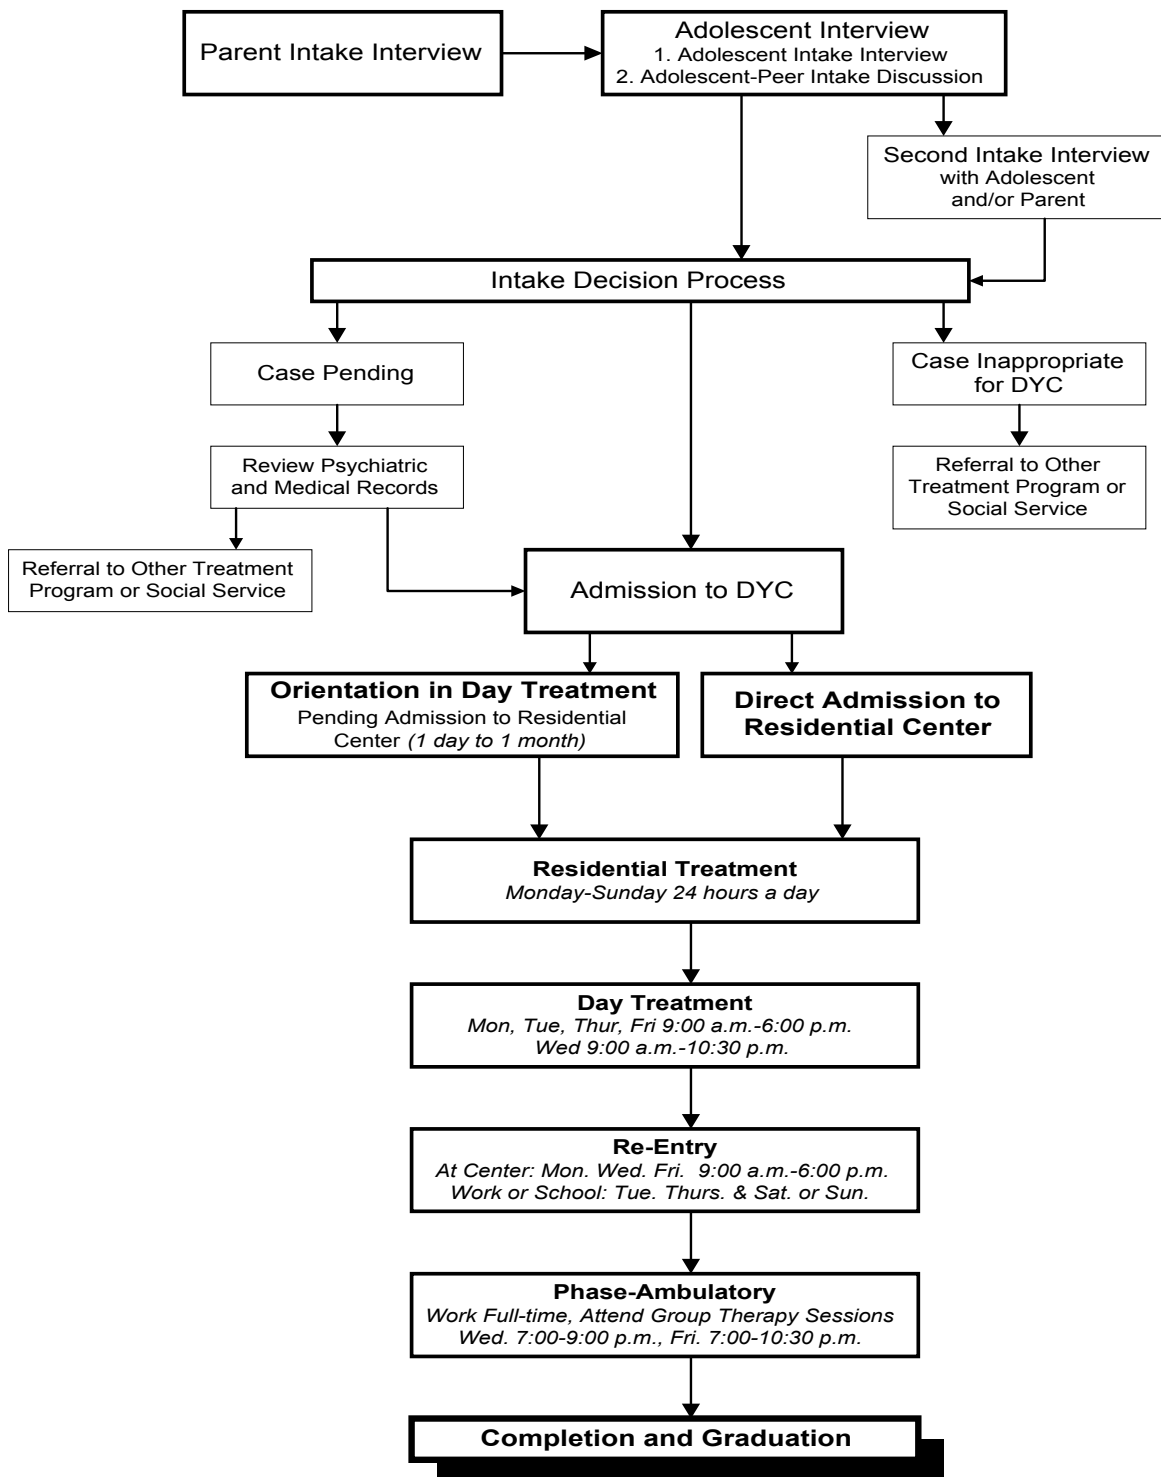 Parent Intake Interview
Adolescent Interview
1. Adolescent Intake Interview
2. Adolescent-Peer Intake Discussion
Second Intake Interview
with Adolescent
and/or Parent
Intake Decision Process
Case Pending
Case Inappropriate
for DYC
Review Psychiatric
and Medical Records
Referral to Other
Treatment Program or
Social Service
Referral to Other Treatment
Program or Social Service
Admission to DYC
Orientation in Day Treatment
Pending Admission to Residential
Center (1 day to 1 month)
Direct Admission to
Residential Center
Residential Treatment
Monday-Sunday 24 hours a day
Day Treatment
Mon, Tue, Thur, Fri 9:00 a.m.-6:00 p.m.
Wed 9:00 a.m.-10:30 p.m.
Re-Entry
At Center: Mon. Wed. Fri.  9:00 a.m.-6:00 p.m.
Work or School: Tue. Thurs. & Sat. or Sun.
Phase-Ambulatory
Work Full-time, Attend Group Therapy Sessions
Wed. 7:00-9:00 p.m., Fri. 7:00-10:30 p.m.
Completion and Graduation